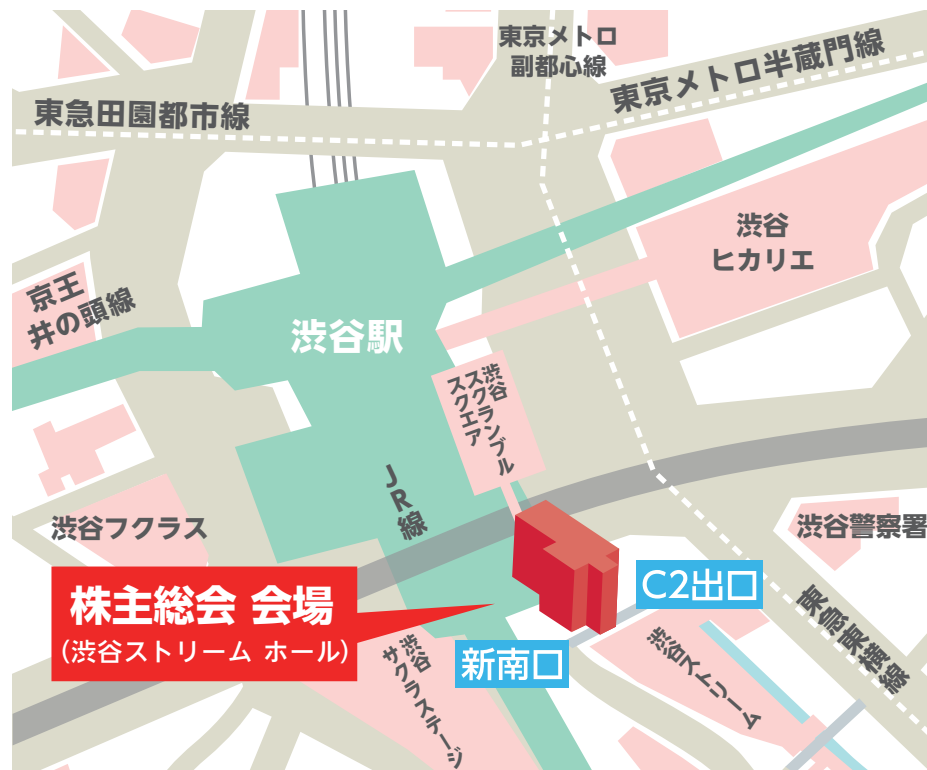 東京メトロ
副都心線
東京メトロ半蔵門線
東急田園都市線
渋谷
ヒカリエ
京王
井の頭線
渋谷駅
渋谷
スクランブル
スクエア
JR線
渋谷フクラス
渋谷警察署
C2出口
株主総会 会場
(渋谷ストリーム ホール)
新南口
渋谷
サクラステージ
渋谷ストリーム
東急東横線